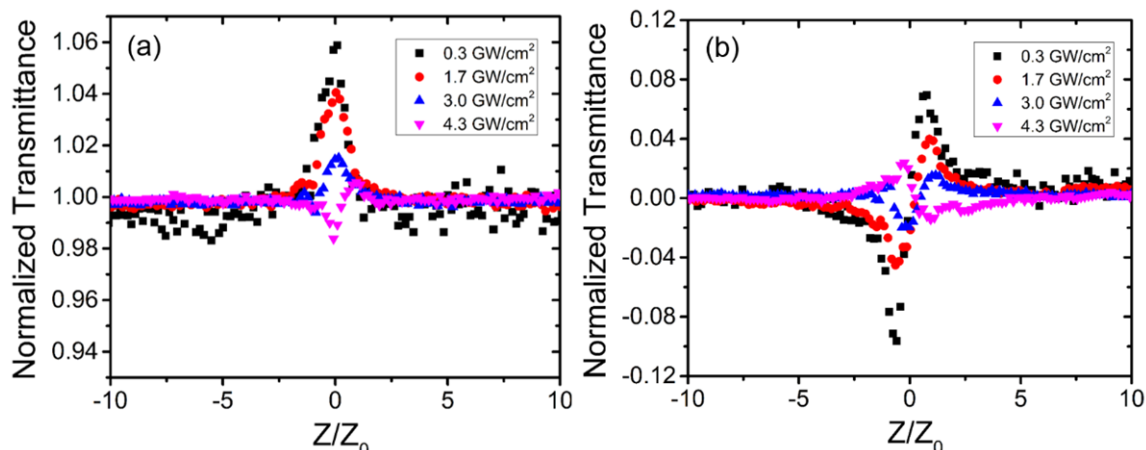 (a)
Normalized Transmittance
1.06
1.04
1.02
1.00
0.98
0.96
0.94
0.3 GW/cm²
1.7 GW/cm²
3.0 GW/cm²
4.3 GW/cm²
-10
-5
0
5
10
Z/Z₀
(b)
Normalized Transmittance
0.12
0.08
0.04
0.00
-0.04
-0.08
-0.12
0.3 GW/cm²
1.7 GW/cm²
3.0 GW/cm²
4.3 GW/cm²
-10
-5
0
5
10
Z/Z₀